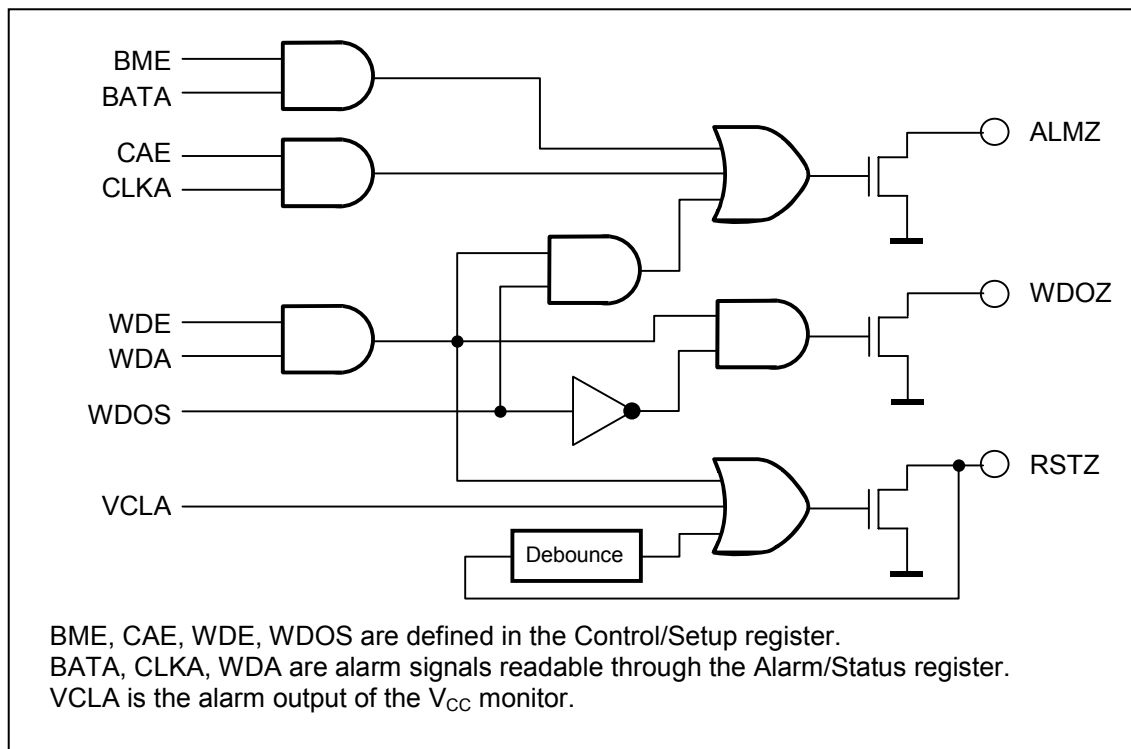 BME
BATA
CAE
CLKA
ALMZ
WDE
WDA
WDOS
WDOZ
VCLA
RSTZ
Debounce
BME, CAE, WDE, WDOS are defined in the Control/Setup register.
BATA, CLKA, WDA are alarm signals readable through the Alarm/Status register.
VCLA is the alarm output of the VCC monitor.